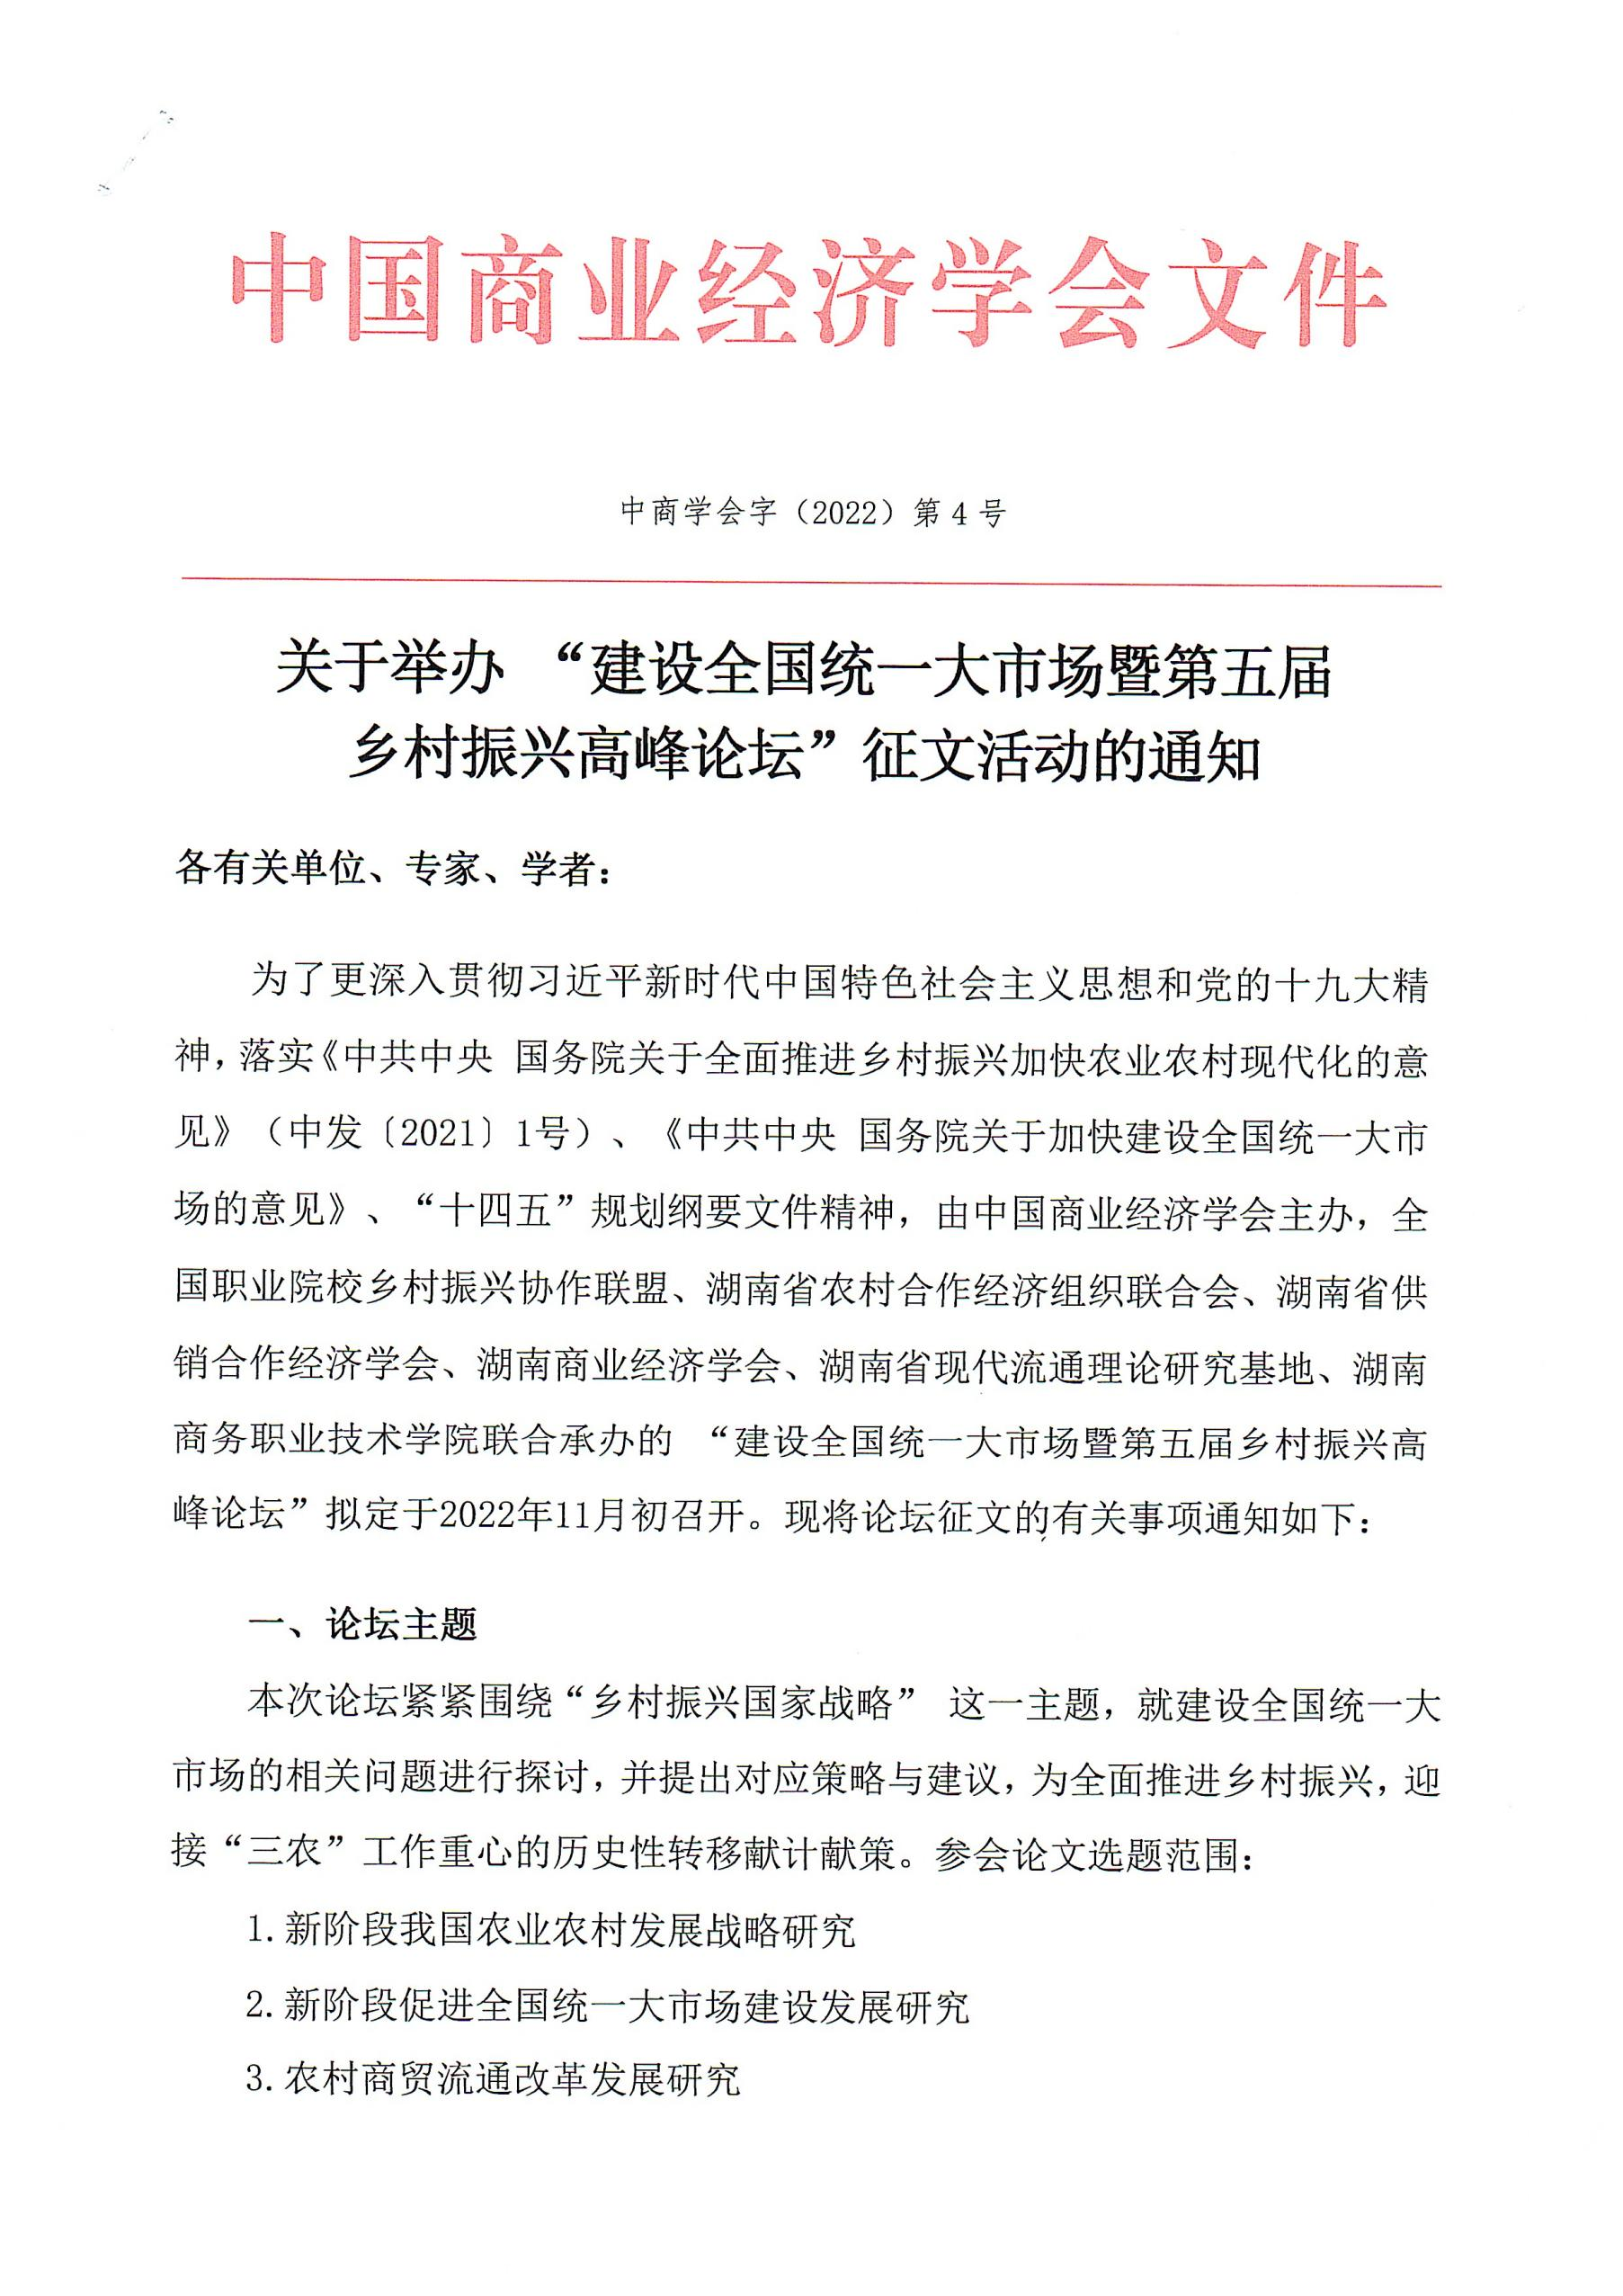 中国商业经济学会文件
中商学会字（2022）第 4 号
关于举办 “建设全国统一大市场暨第五届
乡村振兴高峰论坛”征文活动的通知
各有关单位、专家、学者：
为了更深入贯彻习近平新时代中国特色社会主义思想和党的十九大精
神，落实《中共中央 国务院关于全面推进乡村振兴加快农业农村现代化的意
见》（中发〔2021〕1号）、《中共中央 国务院关于加快建设全国统一大市
场的意见》、“十四五”规划纲要文件精神，由中国商业经济学会主办，全
国职业院校乡村振兴协作联盟、湖南省农村合作经济组织联合会、湖南省供
销合作经济学会、湖南商业经济学会、湖南省现代流通理论研究基地、湖南
商务职业技术学院联合承办的 “建设全国统一大市场暨第五届乡村振兴高
峰论坛”拟定于2022年11月初召开。现将论坛征文的有关事项通知如下：
一、论坛主题
本次论坛紧紧围绕“乡村振兴国家战略” 这一主题，就建设全国统一大
市场的相关问题进行探讨，并提出对应策略与建议，为全面推进乡村振兴，迎
接“三农”工作重心的历史性转移献计献策。参会论文选题范围：
1.新阶段我国农业农村发展战略研究
2.新阶段促进全国统一大市场建设发展研究
3.农村商贸流通改革发展研究